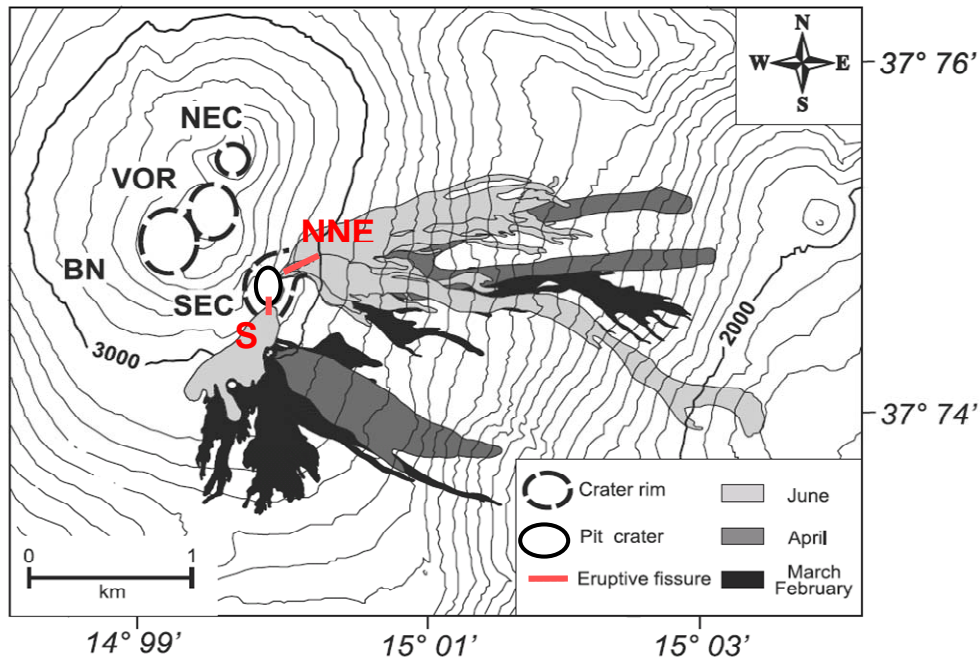 N
W E
S
37° 76'
NEC
VOR
NNE
BN
SEC
S
3000
2000
37° 74'
Crater rim
June
Pit crater
April
Eruptive fissure
March
February
0 1
km
14° 99'
15° 01'
15° 03'